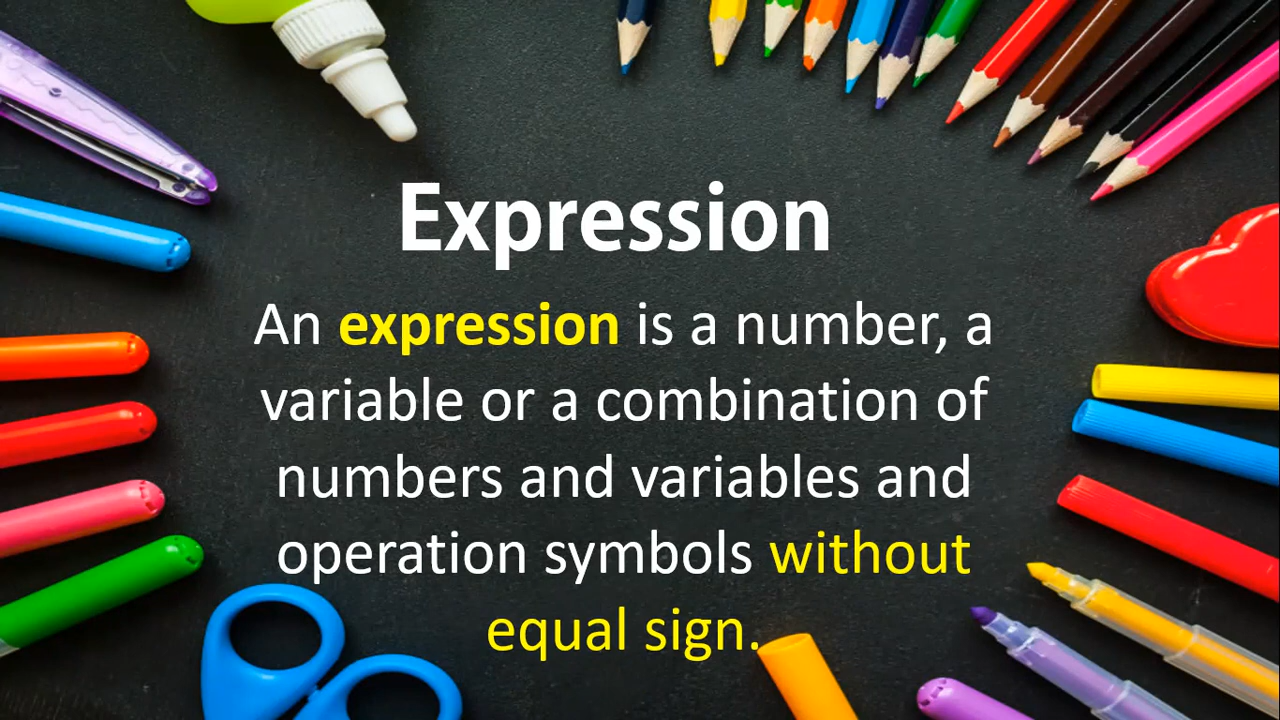 Expression
An expression is a number, a
variable or a combination of
numbers and variables and
operation symbols without
equal sign.